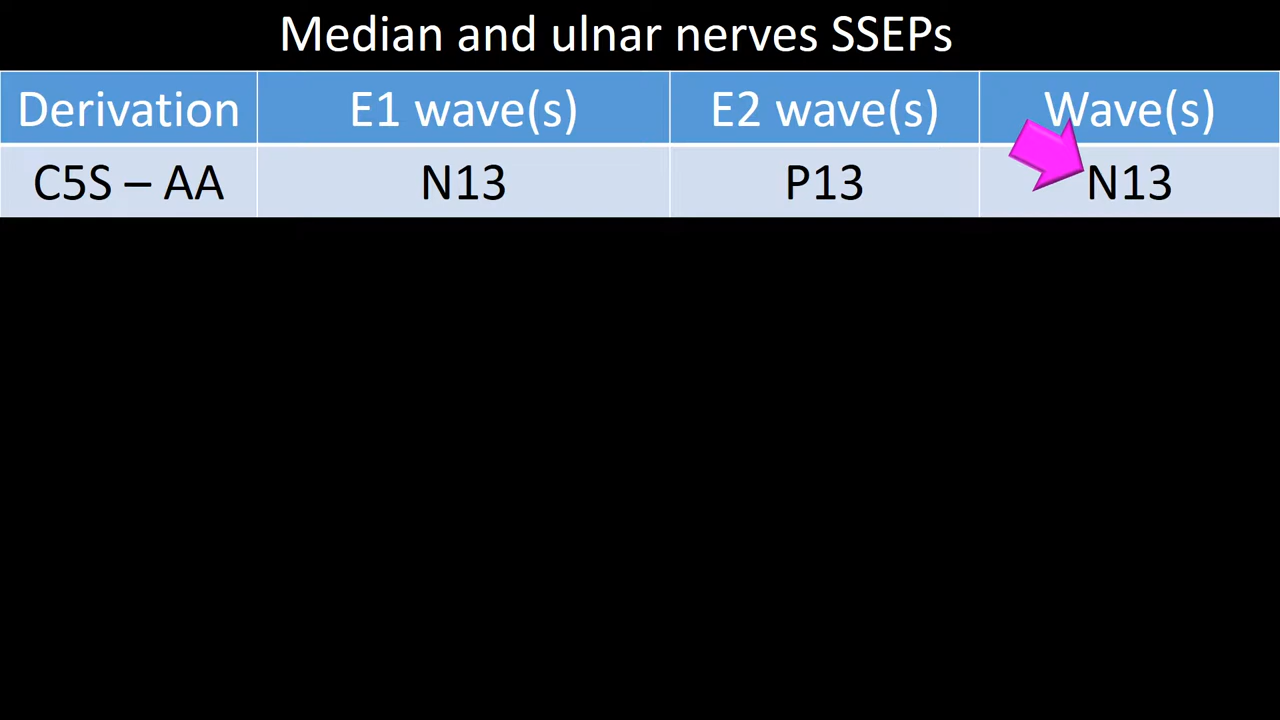 Median and ulnar nerves SSEPs
Derivation E1 wave(s) E2 wave(s) Wave(s)
C5S – AA N13 P13 N13